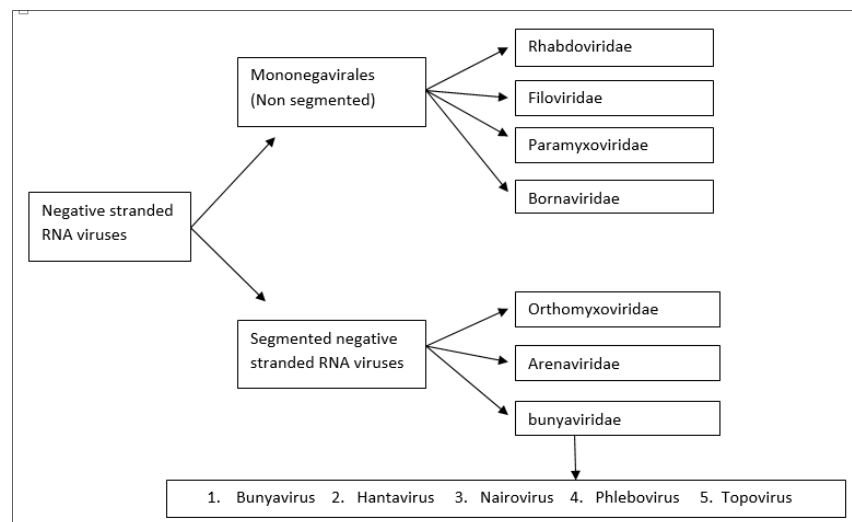 Negative stranded
RNA viruses
Mononegavirales
(Non segmented)
Rhabdoviridae
Filoviridae
Paramyxoviridae
Bornaviridae
Segmented negative
stranded RNA viruses
Orthomyxoviridae
Arenaviridae
bunyaviridae
1. Bunyavirus 2. Hantavirus 3. Nairovirus 4. Phlebovirus 5. Topovirus